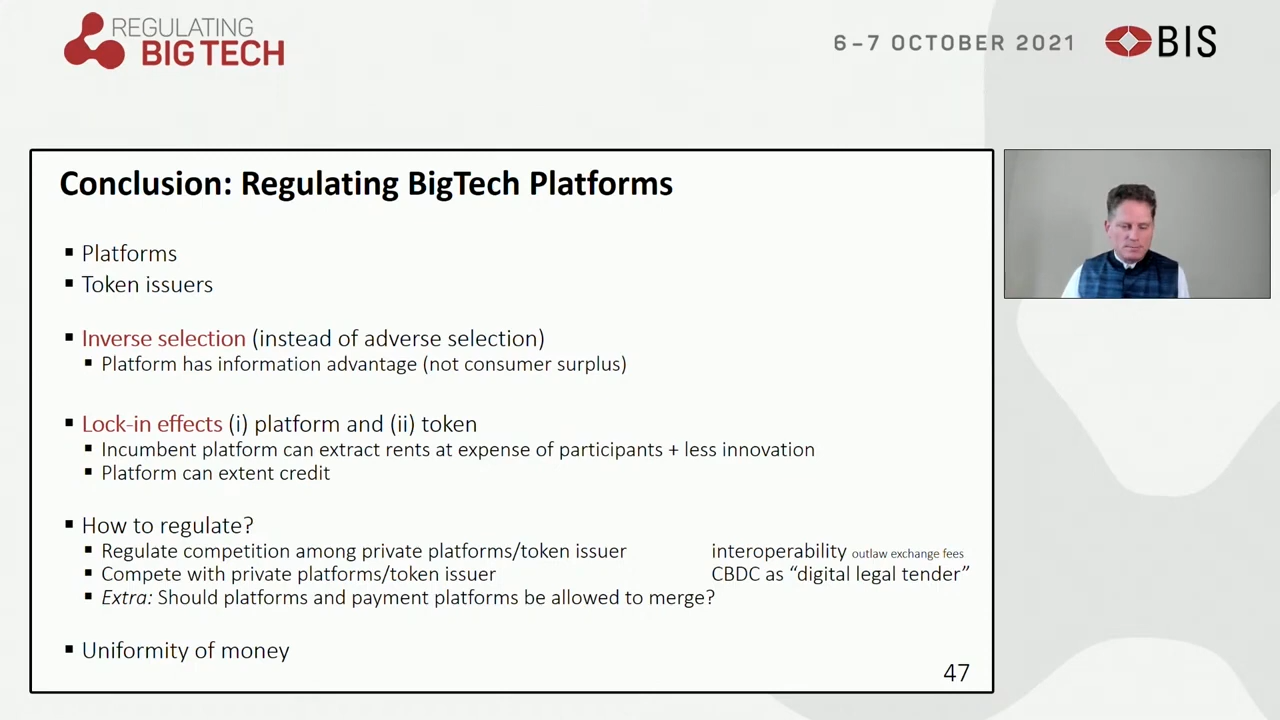 REGULATING
BIG TECH
6–7 OCTOBER 2021
BIS
Conclusion: Regulating BigTech Platforms
▪ Platforms
▪ Token issuers
▪ Inverse selection (instead of adverse selection)
▪ Platform has information advantage (not consumer surplus)
▪ Lock-in effects (i) platform and (ii) token
▪ Incumbent platform can extract rents at expense of participants + less innovation
▪ Platform can extent credit
▪ How to regulate?
▪ Regulate competition among private platforms/token issuer interoperability outlaw exchange fees
▪ Compete with private platforms/token issuer CBDC as “digital legal tender”
▪ Extra: Should platforms and payment platforms be allowed to merge?
▪ Uniformity of money
47